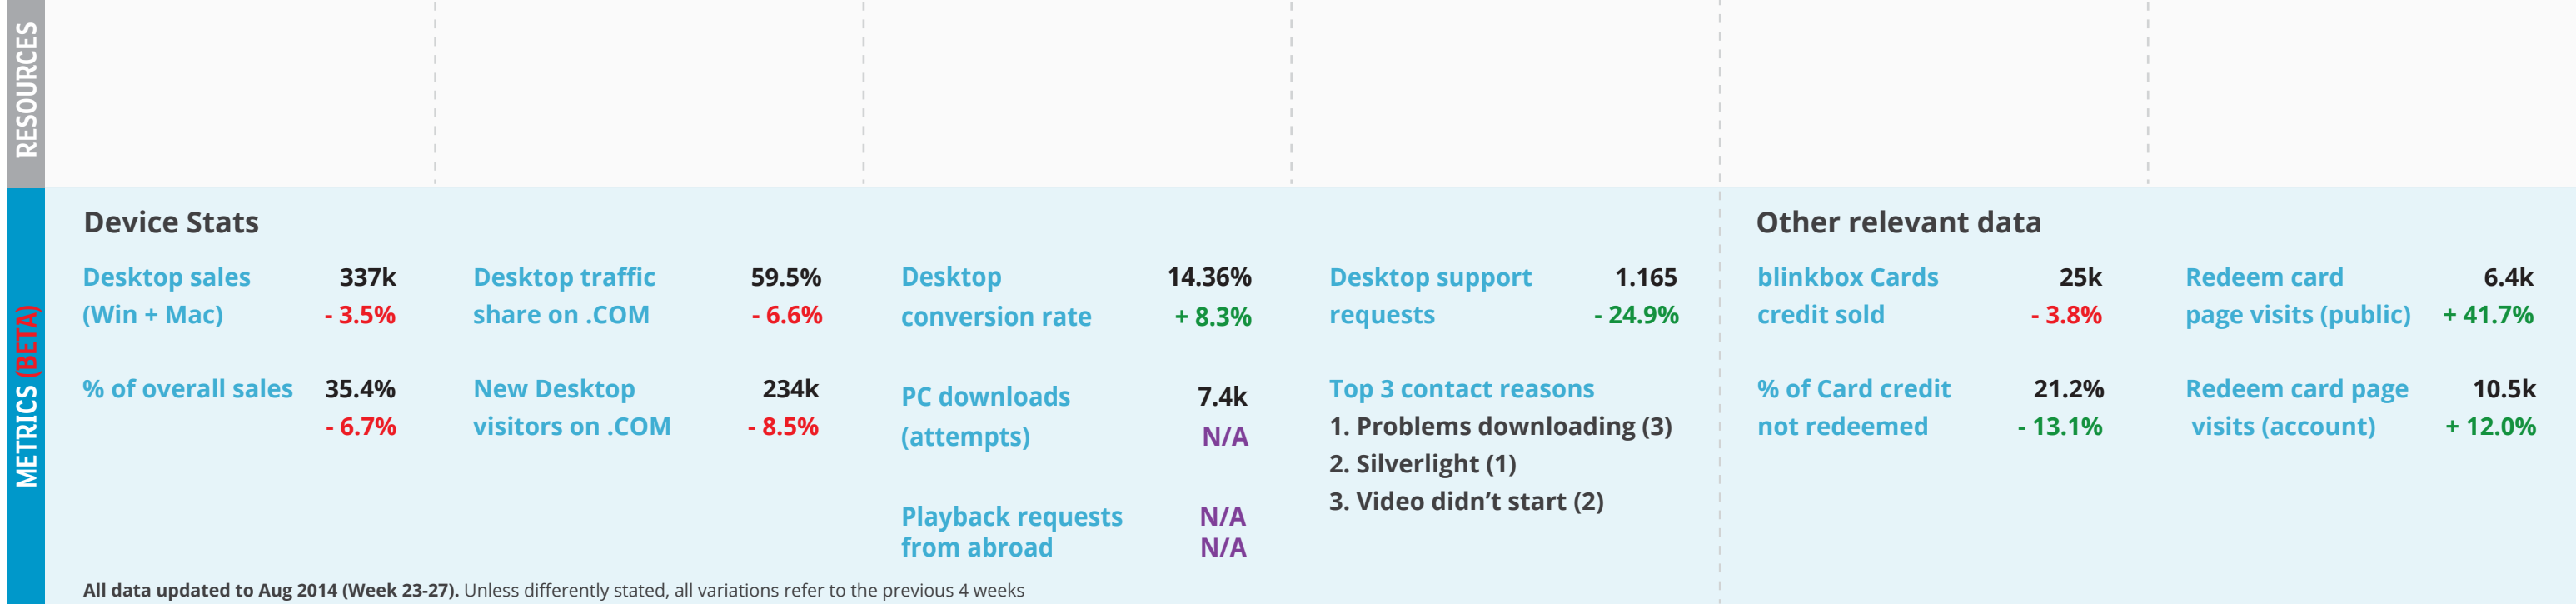 RESOURCES
METRICS (BETA)
Device Stats
Desktop sales 337k
(Win + Mac) - 3.5%
% of overall sales 35.4%
- 6.7%
Desktop traffic 59.5%
share on .COM - 6.6%
New Desktop 234k
visitors on .COM - 8.5%
Desktop 14.36%
conversion rate + 8.3%
PC downloads 7.4k
(attempts) N/A
Playback requests N/A
from abroad N/A
Desktop support 1.165
requests - 24.9%
Top 3 contact reasons
1. Problems downloading (3)
2. Silverlight (1)
3. Video didn't start (2)
Other relevant data
blinkbox Cards 25k
credit sold - 3.8%
% of Card credit 21.2%
not redeemed - 13.1%
Redeem card 6.4k
page visits (public) + 41.7%
Redeem card page 10.5k
visits (account) + 12.0%
All data updated to Aug 2014 (Week 23-27). Unless differently stated, all variations refer to the previous 4 weeks